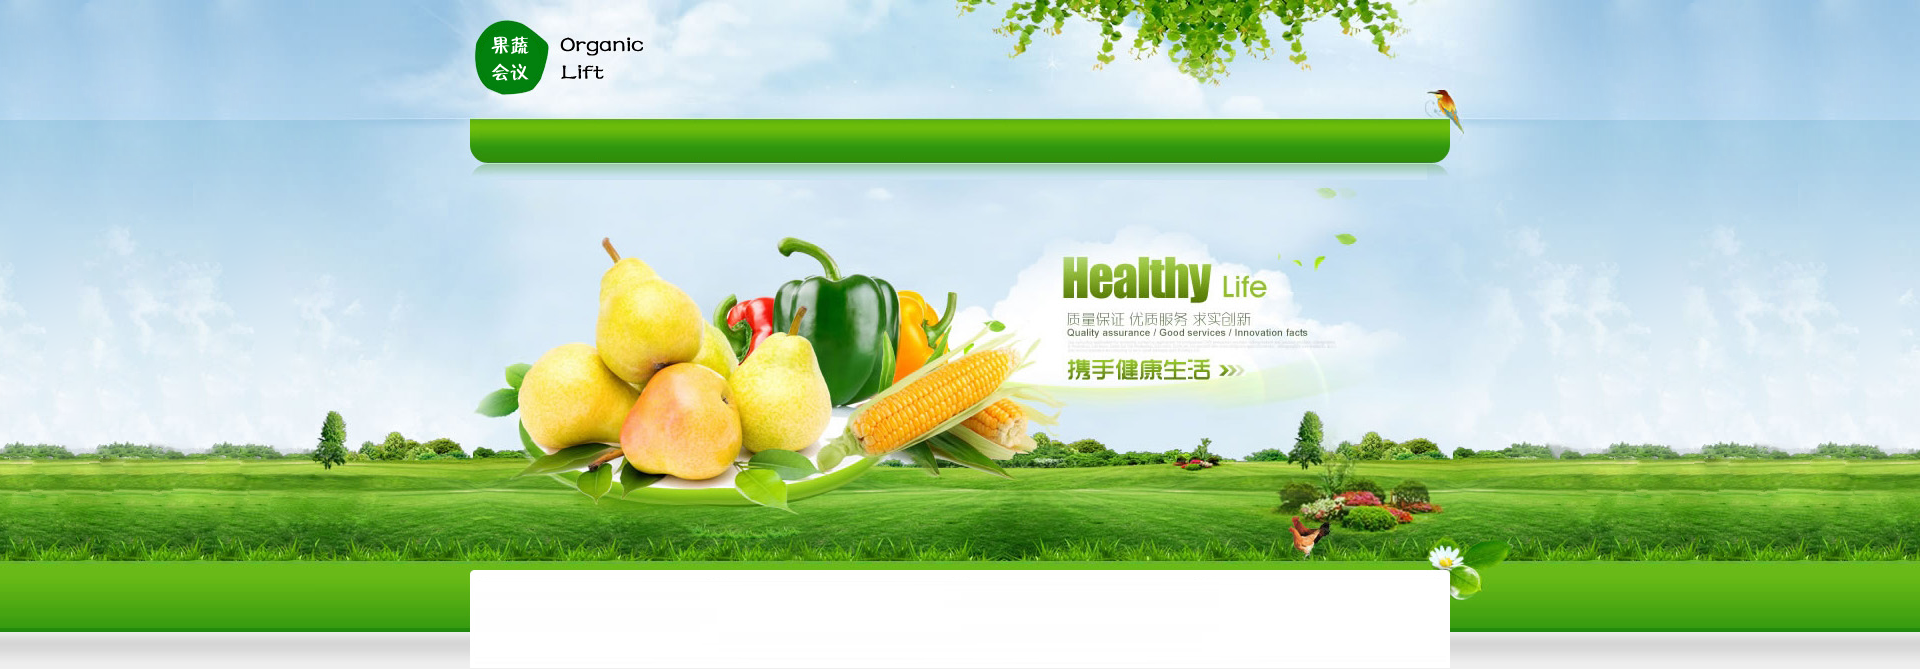 果蔬
会议
Organic
Lift
Healthy Life
质量保证 优质服务 求实创新
Quality assurance / Good services / Innovation facts
携手健康生活